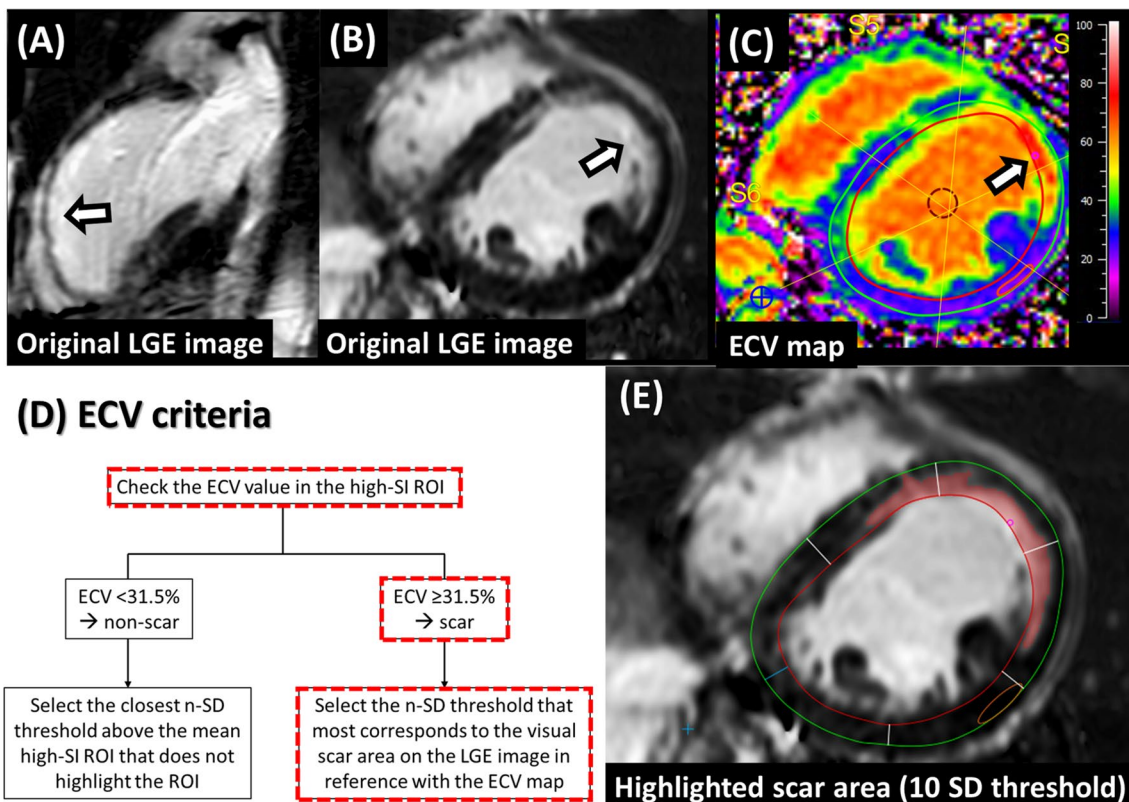 (A)
Original LGE image
(B)
Original LGE image
(C)
S5
S
S6
100
80
60
40
20
0
ECV map
(D) ECV criteria
Check the ECV value in the high-SI ROI
ECV <31.5%
→ non-scar
ECV ≥31.5%
→ scar
Select the closest n-SD
threshold above the mean
high-SI ROI that does not
highlight the ROI
Select the n-SD threshold that
most corresponds to the visual
scar area on the LGE image in
reference with the ECV map
(E)
Highlighted scar area (10 SD threshold)